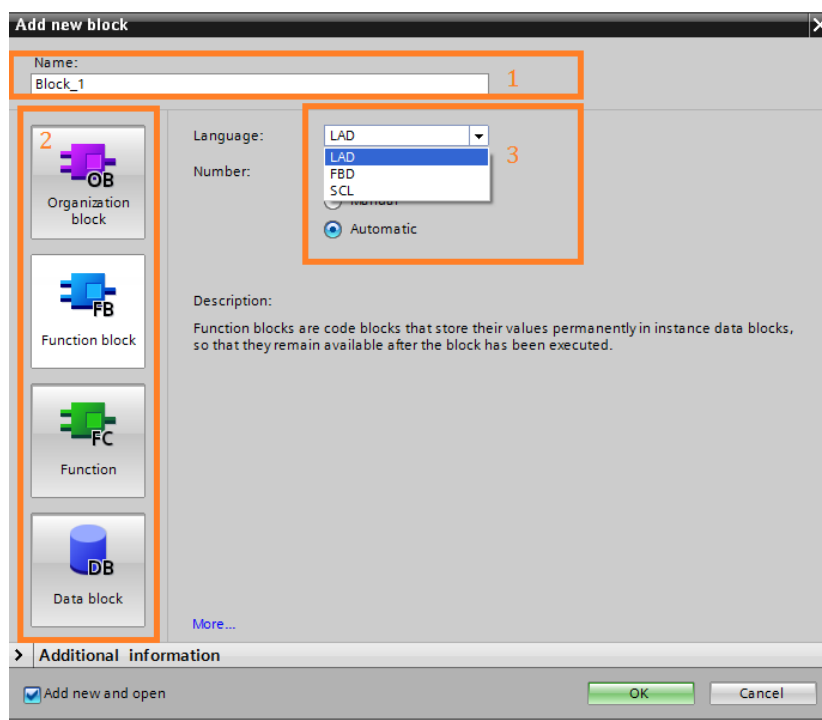 Add new block
Name:
Block_1
1
2
OB
Organization
block
FB
Function block
FC
Function
DB
Data block
Language:
LAD
LAD
FBD
SCL
3
Number:
Manual
Automatic
Description:
Function blocks are code blocks that store their values permanently in instance data blocks,
so that they remain available after the block has been executed.
More...
Additional information
Add new and open
OK
Cancel